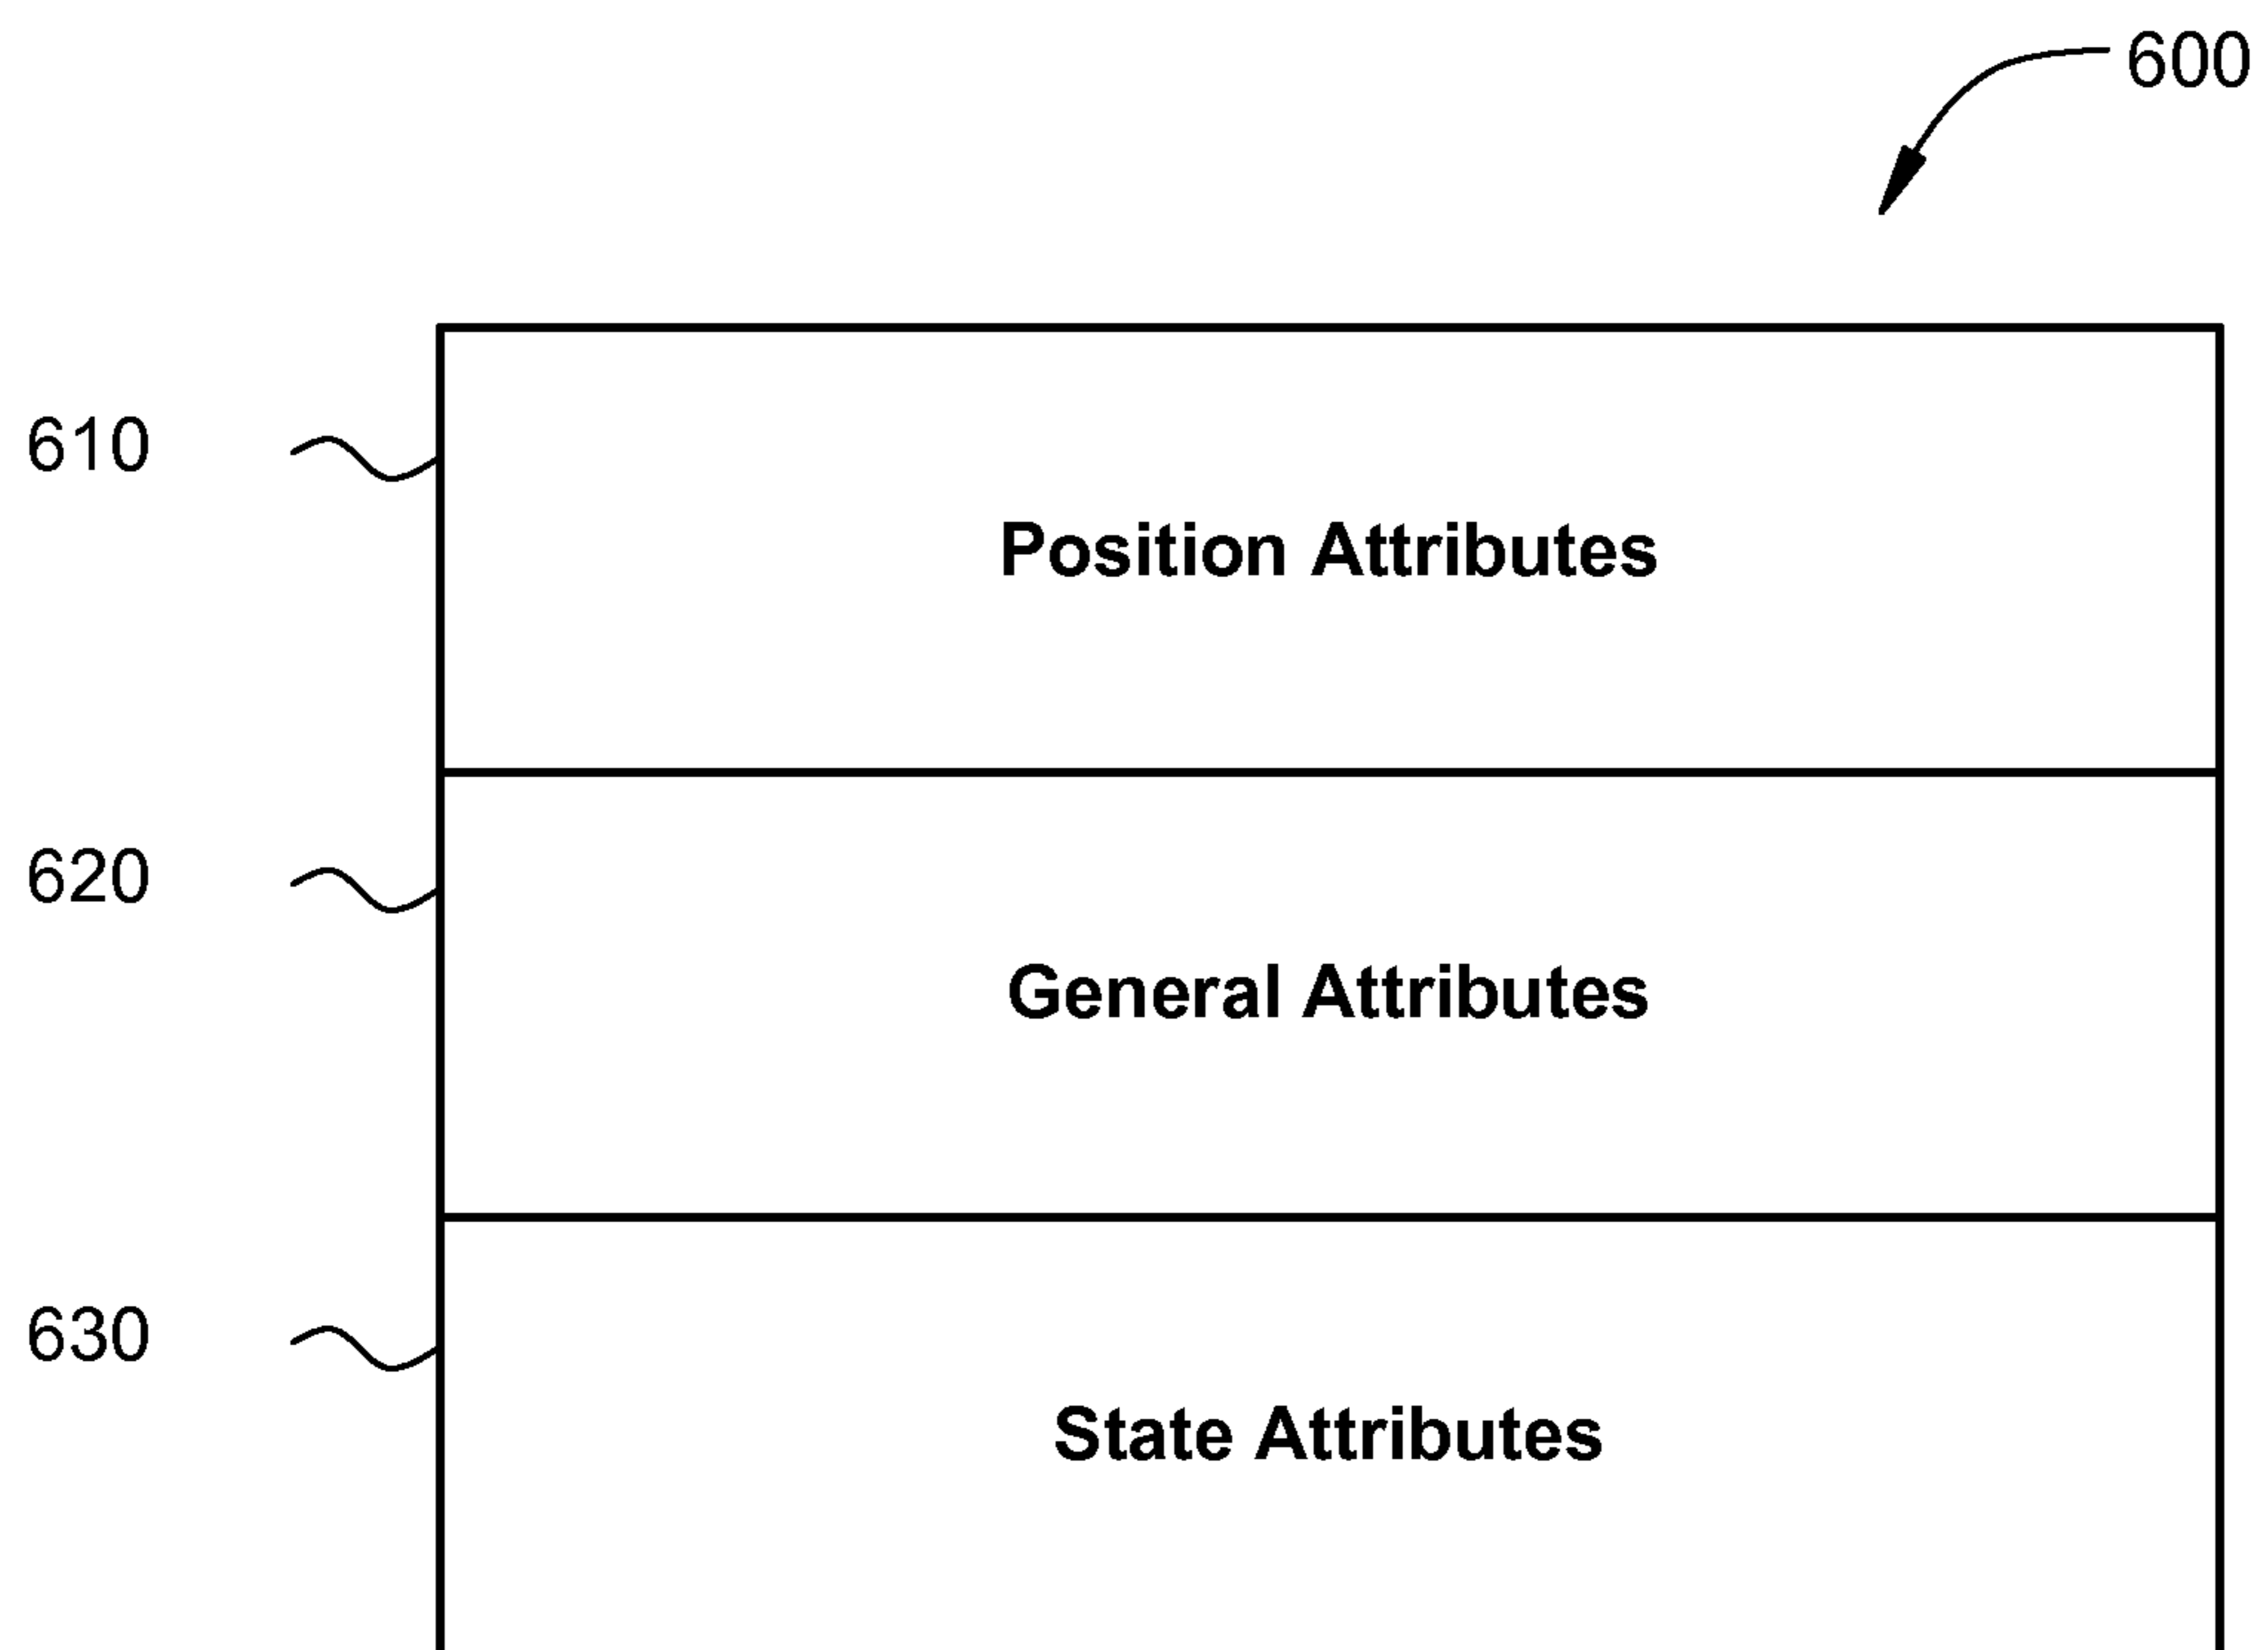 600
610
Position Attributes
620
General Attributes
630
State Attributes